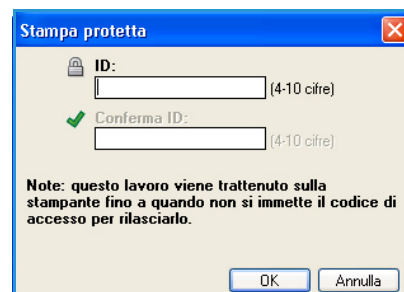 Stampa protetta
ID:
(4-10 cifre)
Conferma ID:
(4-10 cifre)
Note: questo lavoro viene trattenuto sulla
stampante fino a quando non si immette il codice di
accesso per rilasciarlo.
OK Annulla